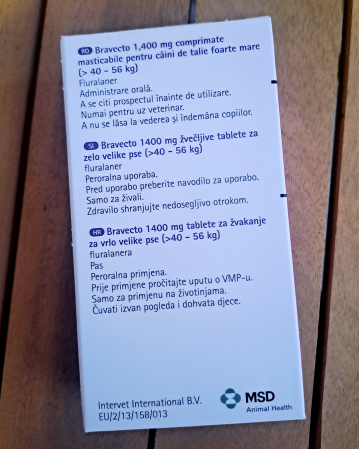 RO Bravecto 1,400 mg comprimate
masticabile pentru câini de talie foarte mare
(> 40 - 56 kg)
Fluralaner
Administrare orală.
A se citi prospectul înainte de utilizare.
Numai pentru uz veterinar.
A nu se lăsa la vederea și îndemâna copiilor.
SI Bravecto 1400 mg žvečljive tablete za
zelo velike pse (>40 - 56 kg)
fluralaner
Peroralna uporaba.
Pred uporabo preberite navodilo za uporabo.
Samo za živali.
Zdravilo shranjujte nedosegljivo otrokom.
HR Bravecto 1400 mg tablete za žvakanje
za vrlo velike pse (>40 - 56 kg)
fluralanera
Pas
Peroralna primjena.
Prije primjene pročitajte uputu o VMP-u.
Samo za primjenu na životinjama.
Čuvati izvan pogleda i dohvata djece.
Intervet International B.V.
EU/2/13/158/013
MSD
Animal Health